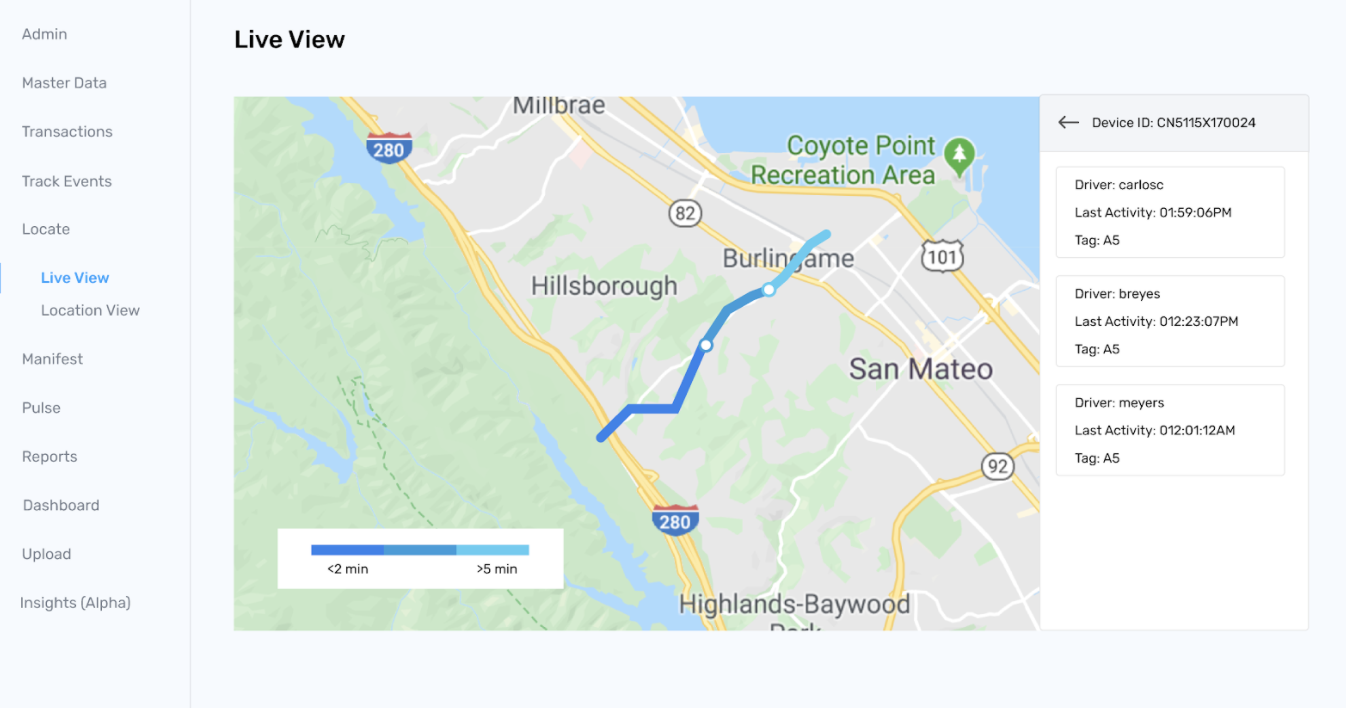 Live View
Admin
Master Data
Transactions
Track Events
Locate
Live View
Location View
Manifest
Pulse
Reports
Dashboard
Upload
Insights (Alpha)
Millbrae
280
Coyote Point
Recreation Area
82
Burlingame
101
Hillsborough
San Mateo
92
280
<2 min
>5 min
Highlands-Baywood
Park
Device ID: CN5115X170024
Driver: carlosc
Last Activity: 01:59:06PM
Tag: A5
Driver: breyes
Last Activity: 012:23:07PM
Tag: A5
Driver: meyers
Last Activity: 012:01:12AM
Tag: A5